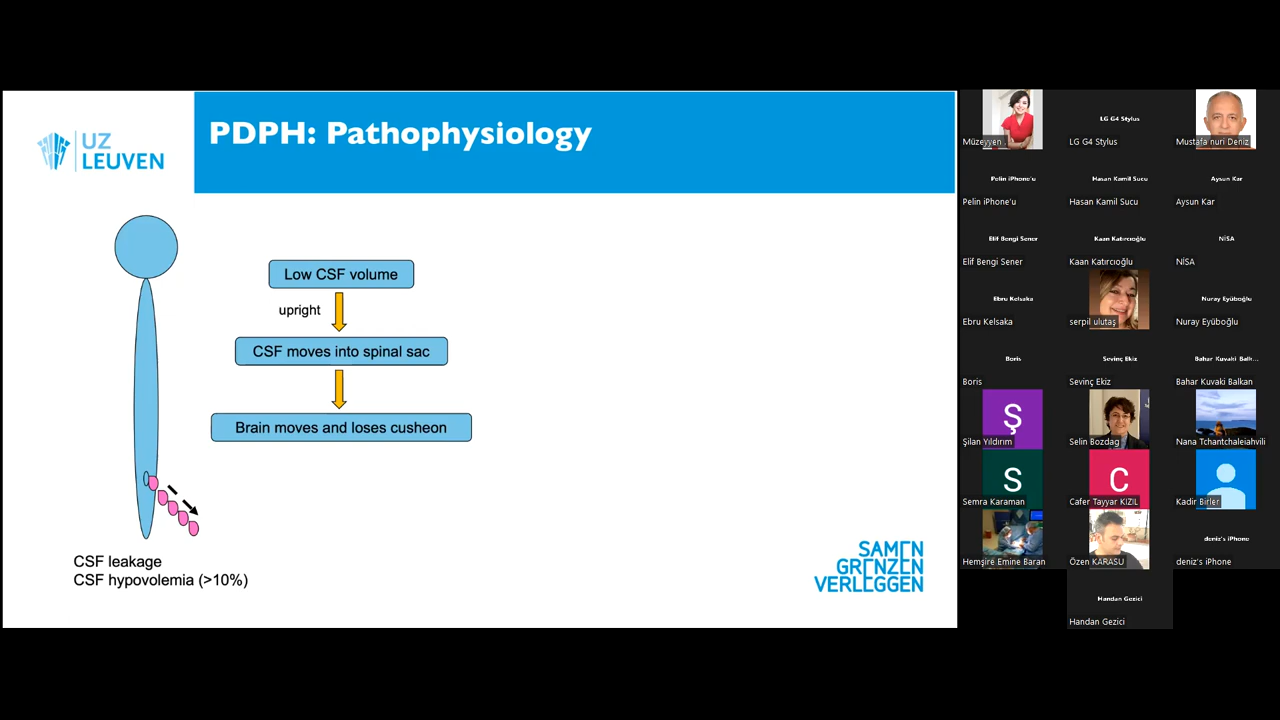 UZ
LEUVEN
PDPH: Pathophysiology
Low CSF volume
upright
CSF moves into spinal sac
Brain moves and loses cusheon
CSF leakage
CSF hypovolemia (>10%)
SAMEN
GRENZEN
VERLEGGEN
Müzeyyen
LG G4 Stylus
LG G4 Stylus
Mustafa nuri Deniz
Pelin iPhone'u
Pelin iPhone'u
Hasan Kamil Sucu
Hasan Kamil Sucu
Aysun Kar
Aysun Kar
Elif Bengi Sener
Elif Bengi Sener
Kaan Katırcıoğlu
Kaan Katırcıoğlu
NİSA
NİSA
Ebru Kelsaka
Ebru Kelsaka
serpil ulutaş
Nuray Eyüboğlu
Nuray Eyüboğlu
Boris
Boris
Sevinç Ekiz
Sevinç Ekiz
Bahar Kuvaki Balk...
Bahar Kuvaki Balkan
Ş
Şilan Yıldırım
Selin Bozdag
Nana Tchantchaleiahvili
S
Semra Karaman
C
Cafer Tayyar KIZIL
Kadir Birler
Hemşire Emine Baran
Özen KARASU
deniz's iPhone
deniz's iPhone
Handan Gezici
Handan Gezici